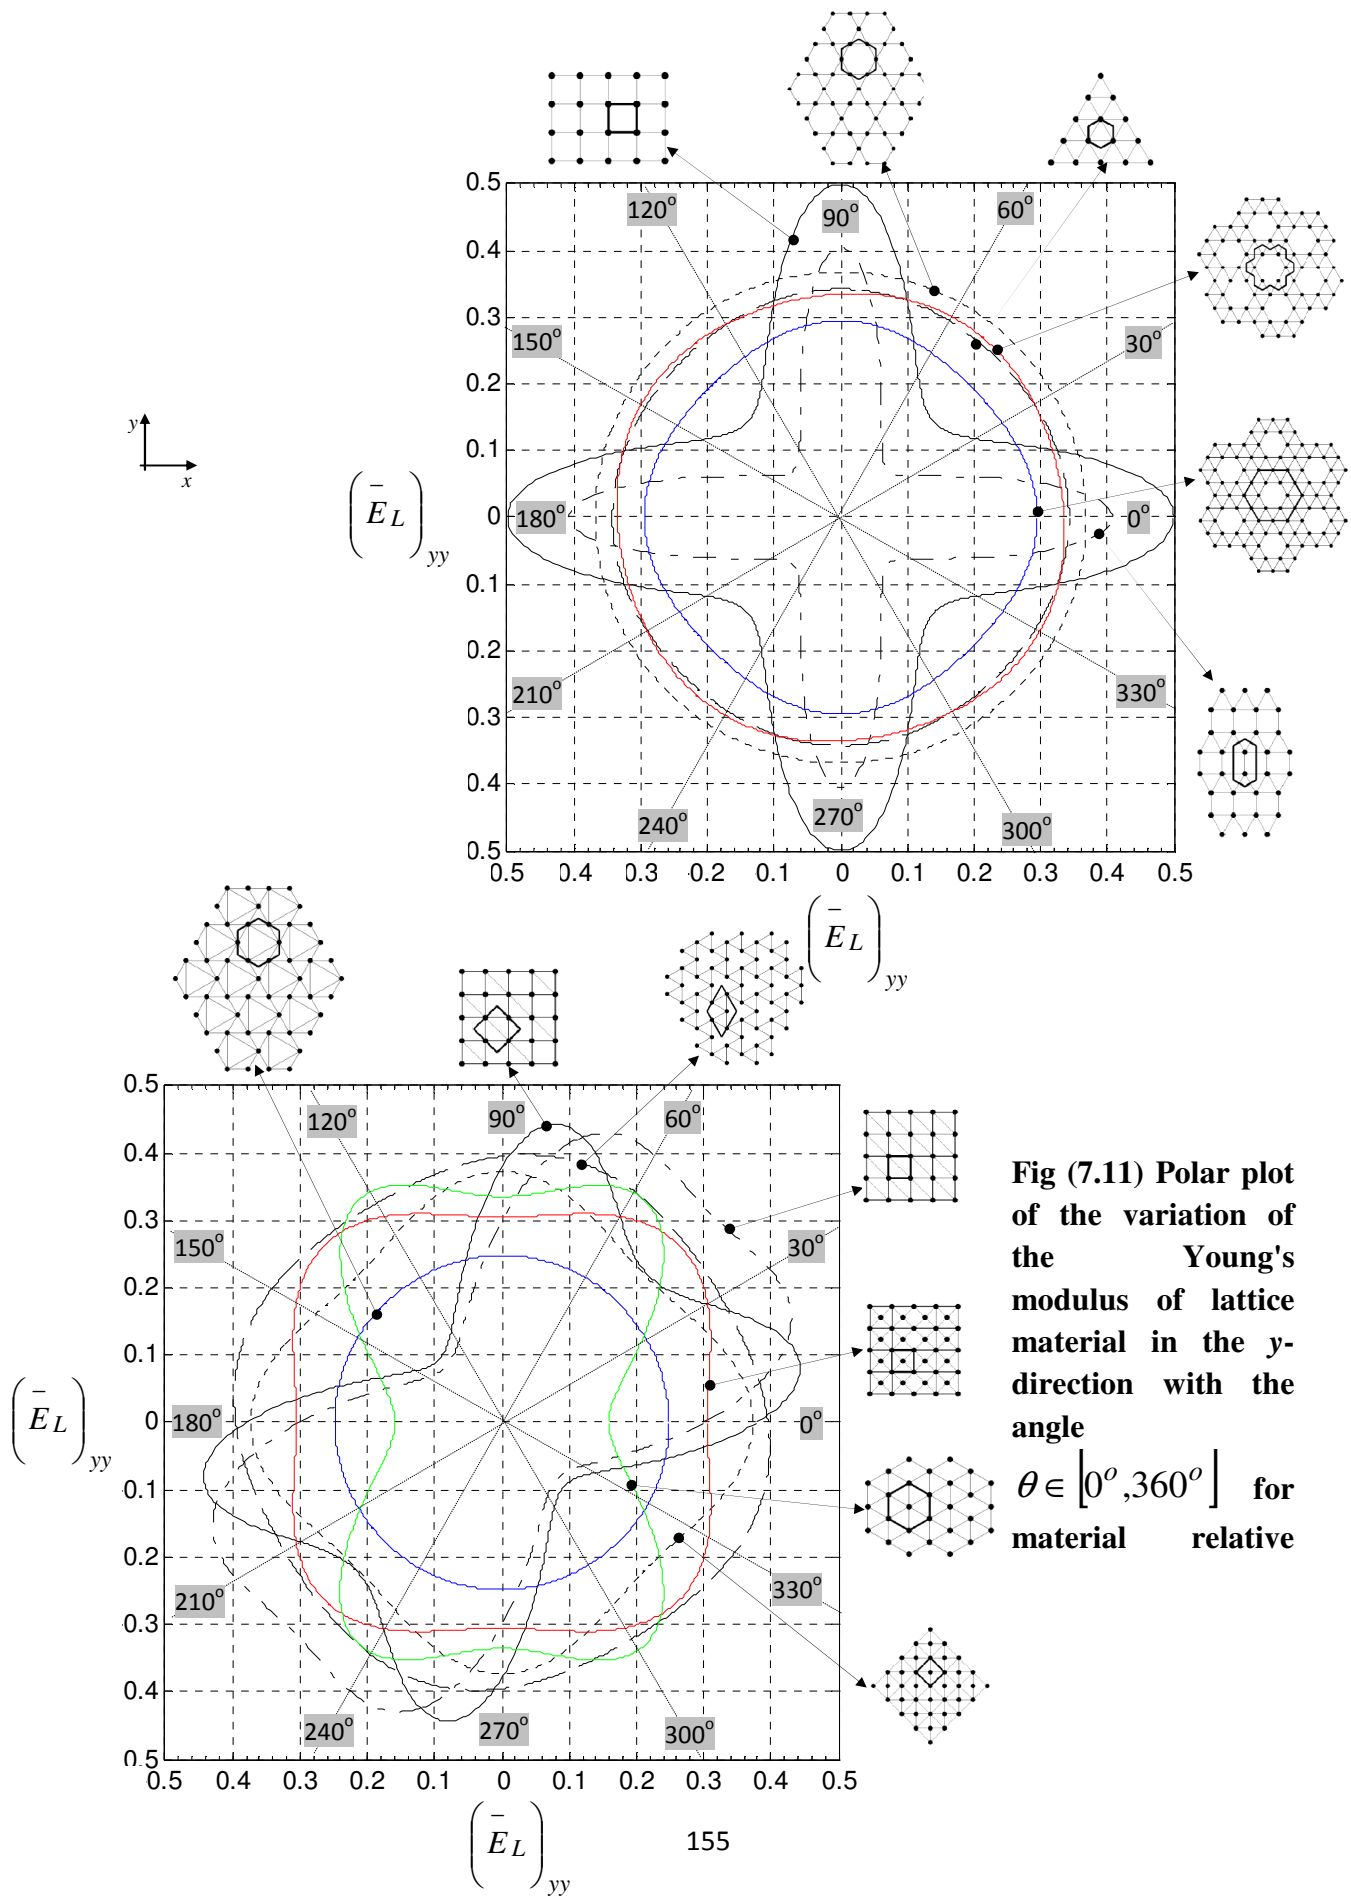 0.5
0.4
0.3
0.2
0.1
0
0.1
0.2
0.3
0.4
0.5
120° 90° 60°
150° 30°
180° 0°
210° 330°
240° 270° 300°
0.5 0.4 0.3 0.2 0.1 0 0.1 0.2 0.3 0.4 0.5
y
x
(Ē_L)_yy
(Ē_L)_yy
0.5
0.4
0.3
0.2
0.1
0
0.1
0.2
0.3
0.4
0.5
120° 90° 60°
150° 30°
180° 0°
210° 330°
240° 270° 300°
0.5 0.4 0.3 0.2 0.1 0 0.1 0.2 0.3 0.4 0.5
(Ē_L)_yy
(Ē_L)_yy
Fig (7.11) Polar plot
of the variation of
the Young's
modulus of lattice
material in the y-
direction with the
angle
θ ∈ ⌊0°,360°⌋ for
material relative
155